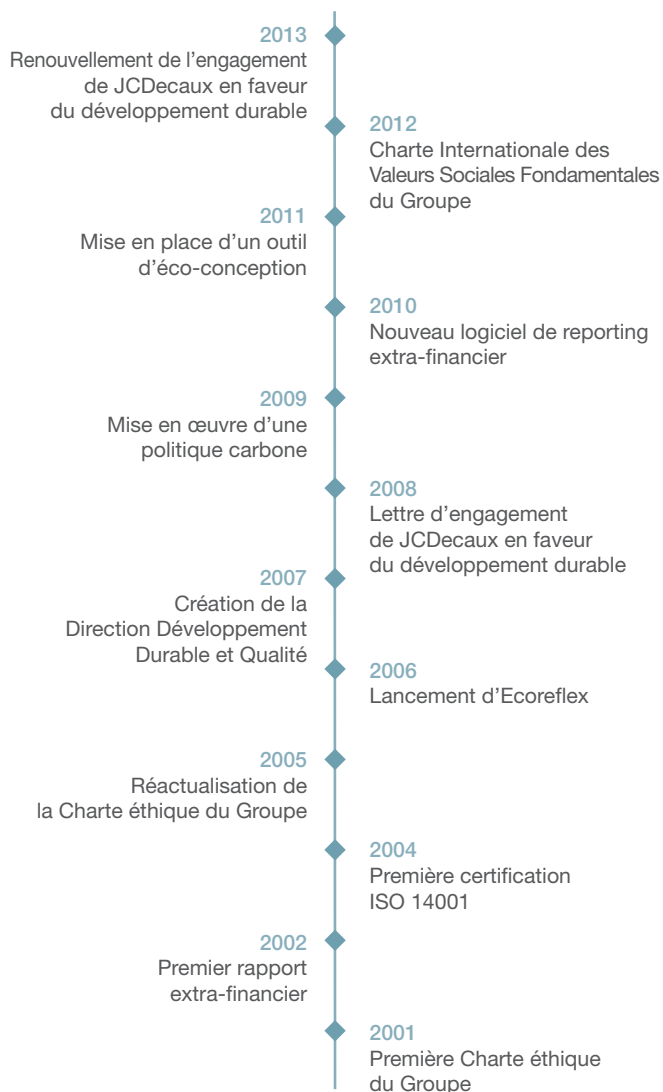 2013
Renouvellement de l’engagement
de JCDecaux en faveur
du développement durable
2012
Charte Internationale des
Valeurs Sociales Fondamentales
du Groupe
2011
Mise en place d’un outil
d’éco-conception
2010
Nouveau logiciel de reporting
extra-financier
2009
Mise en œuvre d’une
politique carbone
2008
Lettre d’engagement
de JCDecaux en faveur
du développement durable
2007
Création de la
Direction Développement
Durable et Qualité
2006
Lancement d’Ecoreflex
2005
Réactualisation de
la Charte éthique du Groupe
2004
Première certification
ISO 14001
2002
Premier rapport
extra-financier
2001
Première Charte éthique
du Groupe